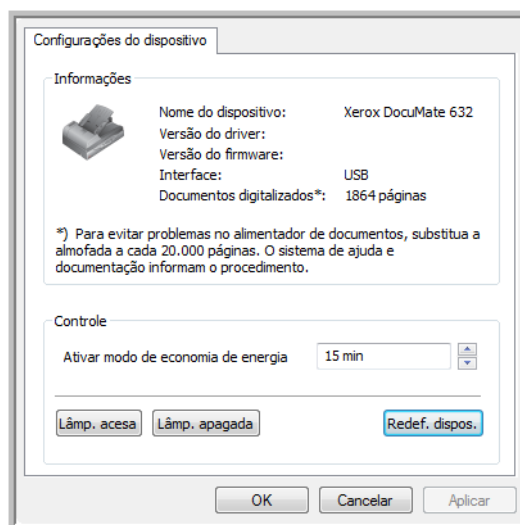 Configurações do dispositivo
Informações
Nome do dispositivo: Xerox DocuMate 632
Versão do driver:
Versão do firmware:
Interface: USB
Documentos digitalizados*: 1864 páginas
*) Para evitar problemas no alimentador de documentos, substitua a
almofada a cada 20.000 páginas. O sistema de ajuda e
documentação informam o procedimento.
Controle
Ativar modo de economia de energia 15 min
Lâmp. acesa Lâmp. apagada Redef. dispos.
OK Cancelar Aplicar